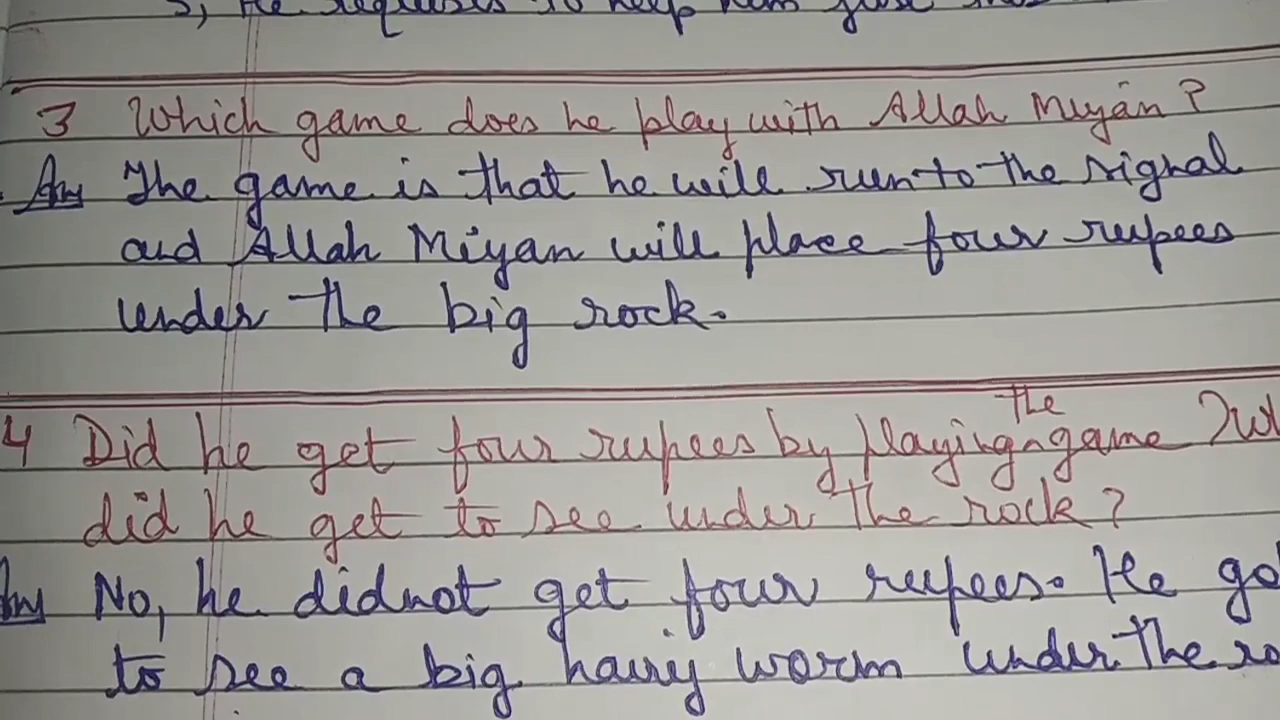 3 Which game does he play with Allah Miyan?
Ans The game is that he will run to the signal
and Allah Miyan will place four rupees
under the big rock.
4 Did he get four rupees by playing the game
did he get to see under the rock?
Ans No, he did not get four rupees. He
to see a big hairy worm under the